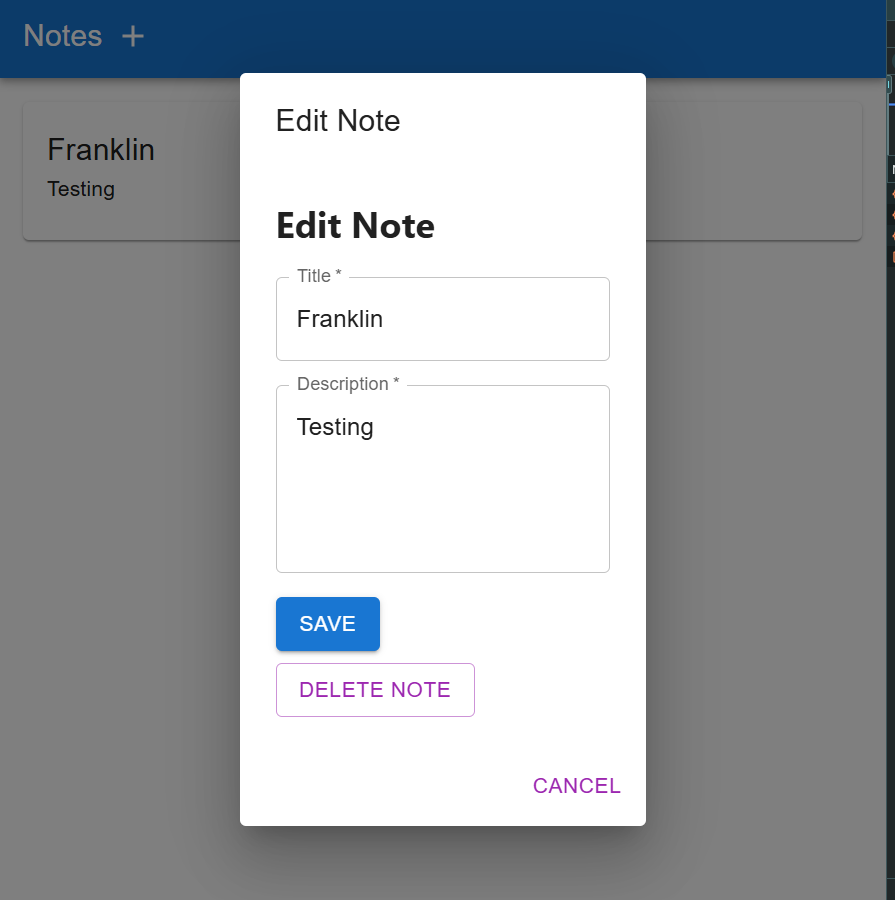 Notes +
Edit Note
Franklin
Testing
Edit Note
Title *
Franklin
Description *
Testing
SAVE
DELETE NOTE
CANCEL